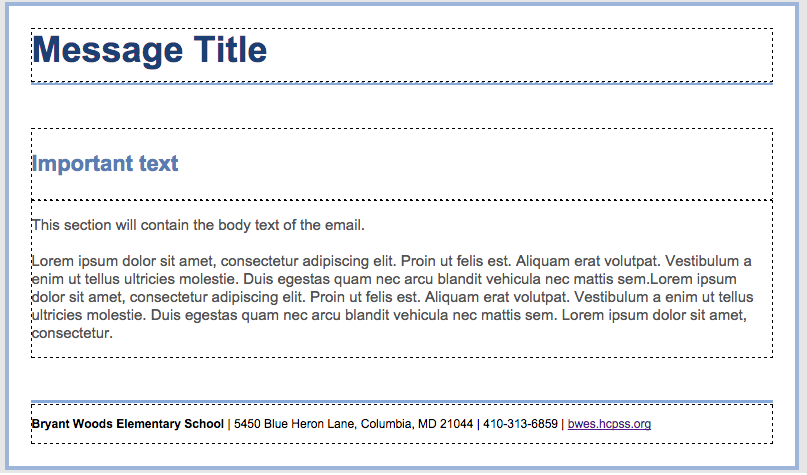 Message Title
Important text
This section will contain the body text of the email.
Lorem ipsum dolor sit amet, consectetur adipiscing elit. Proin ut felis est. Aliquam erat volutpat. Vestibulum a
enim ut tellus ultricies molestie. Duis egestas quam nec arcu blandit vehicula nec mattis sem.Lorem ipsum
dolor sit amet, consectetur adipiscing elit. Proin ut felis est. Aliquam erat volutpat. Vestibulum a enim ut tellus
ultricies molestie. Duis egestas quam nec arcu blandit vehicula nec mattis sem. Lorem ipsum dolor sit amet,
consectetur.
Bryant Woods Elementary School | 5450 Blue Heron Lane, Columbia, MD 21044 | 410-313-6859 | bwes.hcpss.org